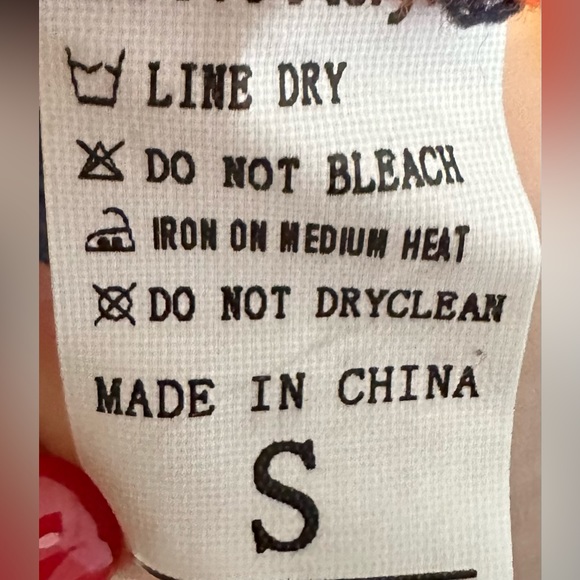 LINE DRY
DO NOT BLEACH
IRON ON MEDIUM HEAT
DO NOT DRYCLEAN
MADE IN CHINA
S